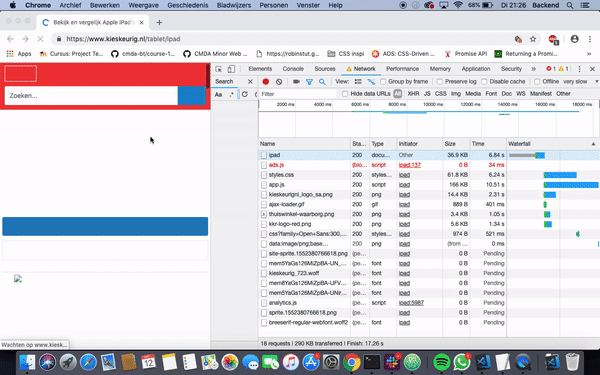 Chrome Archief Bewerken Weergave Geschiedenis Bladwijzers Personen Venster Help 68% Di 21:26 Backend
Bekijk en vergelijk Apple iPad's
https://www.kieskeurig.nl/tablet/ipad
Apps Cursus: Project Tem cmda-bt/course-1 CMDA Minor Web https://robinstut.g CSS inspi AOS: CSS-Driven Promise API Returning a Promi
Elements Console Sources Network Performance Memory Application Security 1 6
Search View: Group by frame Preserve log Disable cache Offline very slow
Zoeken...
Aa .* Filter Hide data URLs All XHR JS CSS Img Media Font Doc WS Manifest Other
2000 ms 4000 ms 6000 ms 8000 ms 10000 ms 12000 ms 14000 ms 16000 ms 18000 ms
Name Sta... Type Initiator Size Time Waterfall
ipad 200 docu... Other 36.9 KB 6.84 s
ads.js (blo... script ipad:137 0 B 34 ms
styles.css 200 styles... ipad 61.8 KB 6.24 s
app.js 200 script ipad 166 KB 10.51 s
kieskeurignl_logo_sa.png 200 png ipad 14.4 KB 2.31 s
ajax-loader.gif 200 gif ipad 889 B 401 ms
thuiswinkel-waarborg.png 200 png ipad 3.4 KB 1.05 s
kkr-logo-red.png 200 png ipad 5.6 KB 1.34 s
css?family=Open+Sans:300,... 200 styles... ipad 974 B 521 ms
data:image/png;base... 200 png ipad (from ... 0 ms
site-sprite.1552380766618.png (pe... ipad 0 B Pending
mem5YaGs126MiZpBA-UN_... (pe... font ipad 0 B Pending
kieskeurig_723.woff (pe... font ipad 0 B Pending
mem8YaGs126MiZpBA-UFV... (pe... font ipad 0 B Pending
mem5YaGs126MiZpBA-UNir... (pe... font ipad 0 B Pending
analytics.js (pe... script ipad:5987 0 B Pending
sprite.1552380766618.png (pe... ipad 0 B Pending
breeserif-regular-webfont.woff2 (pe... font ipad 0 B Pending
Wachten op www.kiesk...
18 requests | 290 KB transferred | Finish: 17.26 s